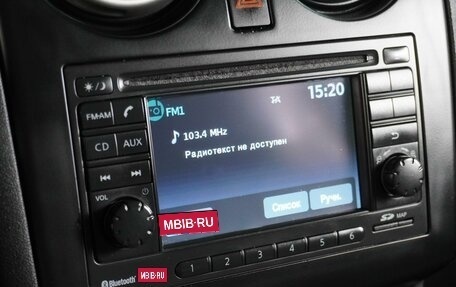 FM1
TA
15:20
103.4 MHz
Радиотекст не доступен
Список
Ручн.
FM·AM
CD
AUX
VOL
MBIB·RU
1 2 3 4 5 6
SD
MAP
Bluetooth
MBIB·RU